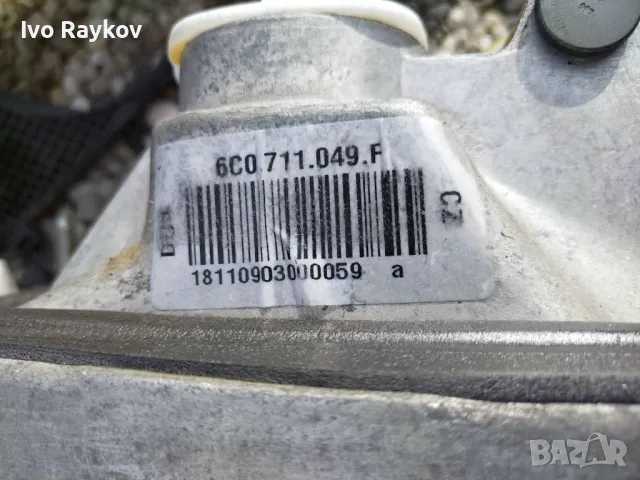 Ivo Raykov
6C0.711.049.F
CZ
18110903000059 a
BAZAR